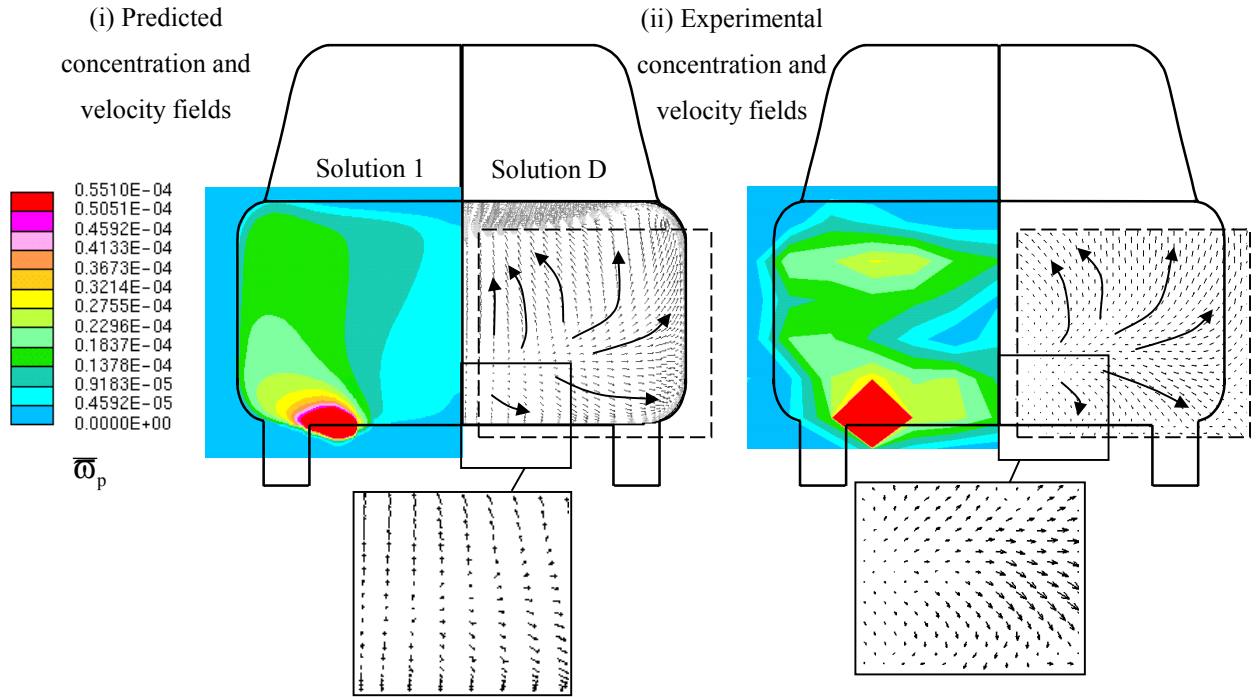 (i) Predicted
concentration and
velocity fields
(ii) Experimental
concentration and
velocity fields
Solution 1
Solution D
0.5510E-04
0.5051E-04
0.4592E-04
0.4133E-04
0.3673E-04
0.3214E-04
0.2755E-04
0.2296E-04
0.1837E-04
0.1378E-04
0.9183E-05
0.4592E-05
0.0000E+00
ω̅p